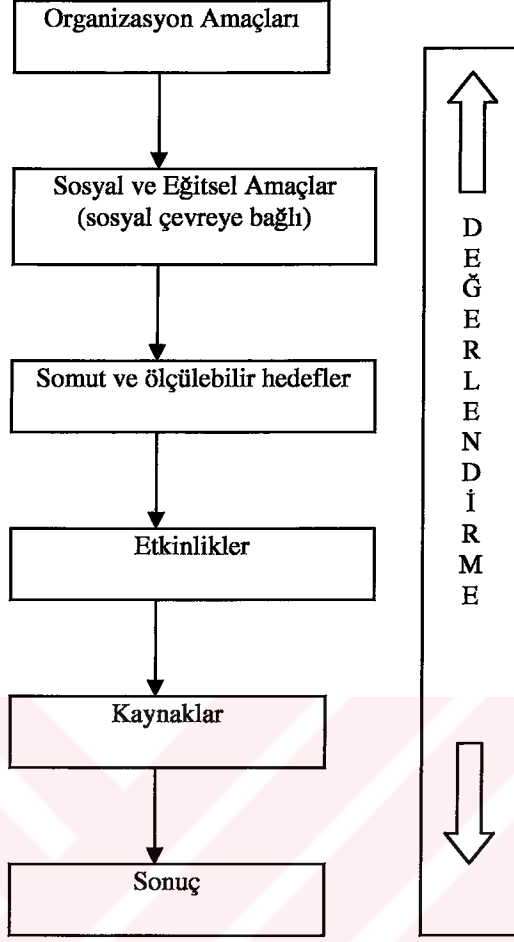 Organizasyon Amaçları
Sosyal ve Eğitsel Amaçlar
(sosyal çevreye bağlı)
Somut ve ölçülebilir hedefler
Etkinlikler
Kaynaklar
Sonuç
D
E
Ğ
E
R
L
E
N
D
İ
R
M
E